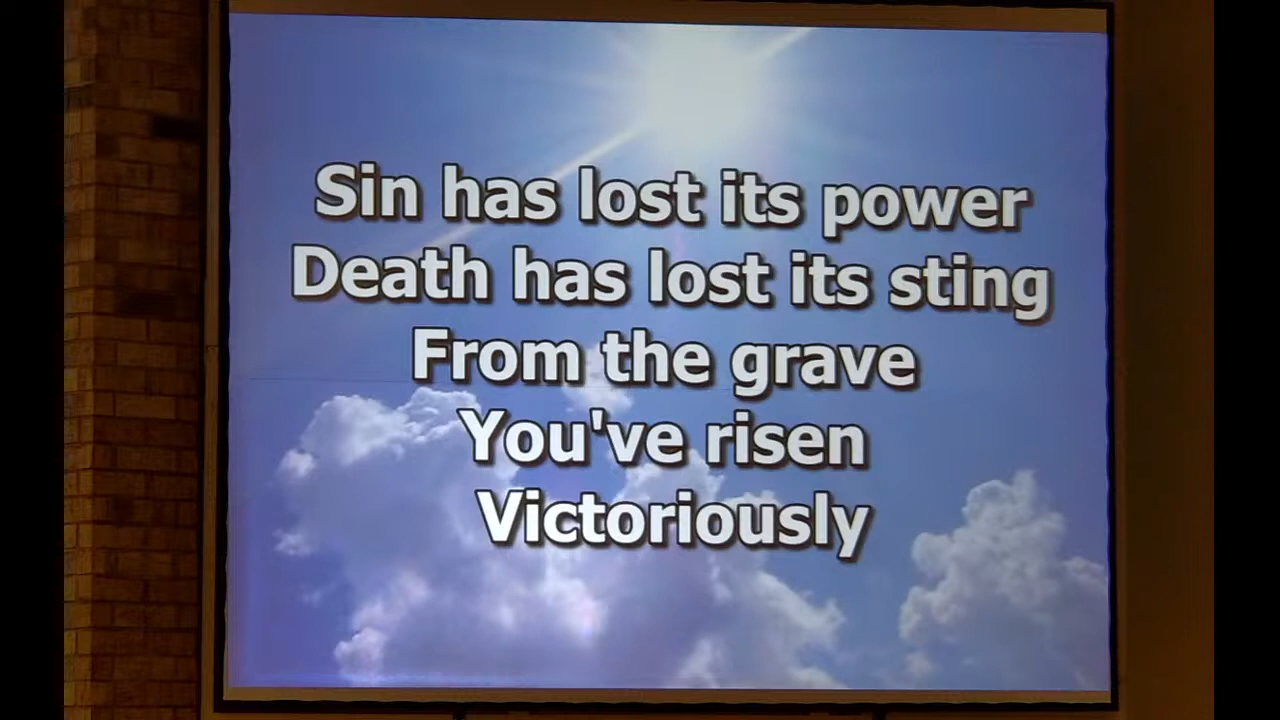 Sin has lost its power
Death has lost its sting
From the grave
You've risen
Victoriously